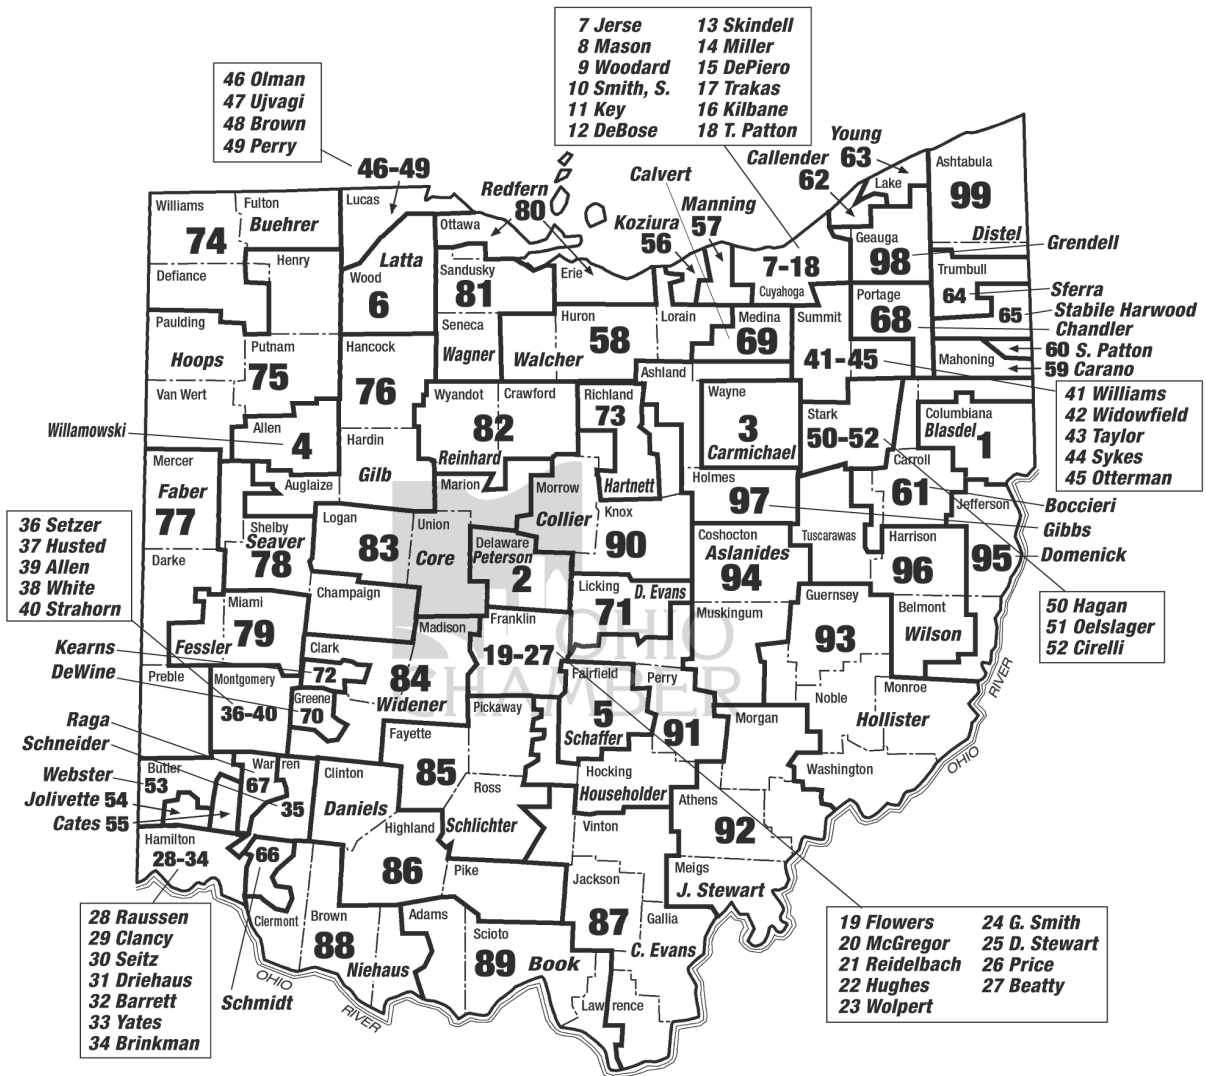 7 Jerse
8 Mason
9 Woodard
10 Smith, S.
11 Key
12 DeBose
13 Skindell
14 Miller
15 DePiero
17 Trakas
16 Kilbane
18 T. Patton
46 Olman
47 Ujvagi
48 Brown
49 Perry
46-49
Redfern
80
Calvert
Koziura
56
Manning
57
Callender
62
Young
63
Lake
Ashtabula
99
Distel
Grendell
Williams
74
Fulton
Buehrer
Lucas
Ottawa
Henry
Defiance
Latta
Wood
6
Sandusky
81
Erie
7-18
Cuyahoga
Geauga
98
Trumbull
64
65
Sferra
Stabile Harwood
Chandler
Paulding
Hoops
Putnam
75
Van Wert
Hancock
76
Seneca
Wagner
Huron
58
Walcher
Lorain
Medina
69
Summit
41-45
Portage
68
Mahoning
60 S. Patton
59 Carano
41 Williams
42 Widowfield
43 Taylor
44 Sykes
45 Otterman
Willamowski
Allen
4
Hardin
Gilb
Wyandot
Crawford
82
Reinhard
Richland
73
Hartnett
Ashland
Wayne
3
Carmichael
Stark
50-52
Columbiana
Blasdel
1
Carroll
61
Jefferson
Boccieri
Gibbs
Mercer
Faber
77
Darke
Auglaize
Shelby
Seaver
78
Logan
83
Champaign
Marion
Union
Core
Morrow
Collier
Delaware
Peterson
2
Knox
90
Holmes
97
Coshocton
Aslanides
94
Tuscarawas
Harrison
96
95
Domenick
36 Setzer
37 Husted
39 Allen
38 White
40 Strahorn
Kearns
DeWine
Miami
79
Fessler
Clark
72
Madison
84
Widener
Franklin
19-27
Licking
71
D. Evans
Muskingum
Guernsey
93
Belmont
Wilson
50 Hagan
51 Oelslager
52 Cirelli
OHIO
CHAMBER
Preble
Montgomery
36-40
Greene
70
Pickaway
Fairfield
5
Schaffer
Perry
91
Morgan
Noble
Monroe
Hollister
Washington
OHIO
RIVER
Raga
Schneider
Webster
Jolivette 54
Cates 55
Butler
53
Warren
67
35
Clinton
Daniels
Fayette
85
Ross
Schlichter
Hocking
Householder
Athens
92
Hamilton
28-34
66
Clermont
Highland
86
Pike
Vinton
Jackson
87
Meigs
J. Stewart
Gallia
C. Evans
Brown
88
Niehaus
Adams
Scioto
89
Book
Lawrence
Schmidt
OHIO
RIVER
28 Raussen
29 Clancy
30 Seitz
31 Driehaus
32 Barrett
33 Yates
34 Brinkman
19 Flowers
20 McGregor
21 Reidelbach
22 Hughes
23 Wolpert
24 G. Smith
25 D. Stewart
26 Price
27 Beatty